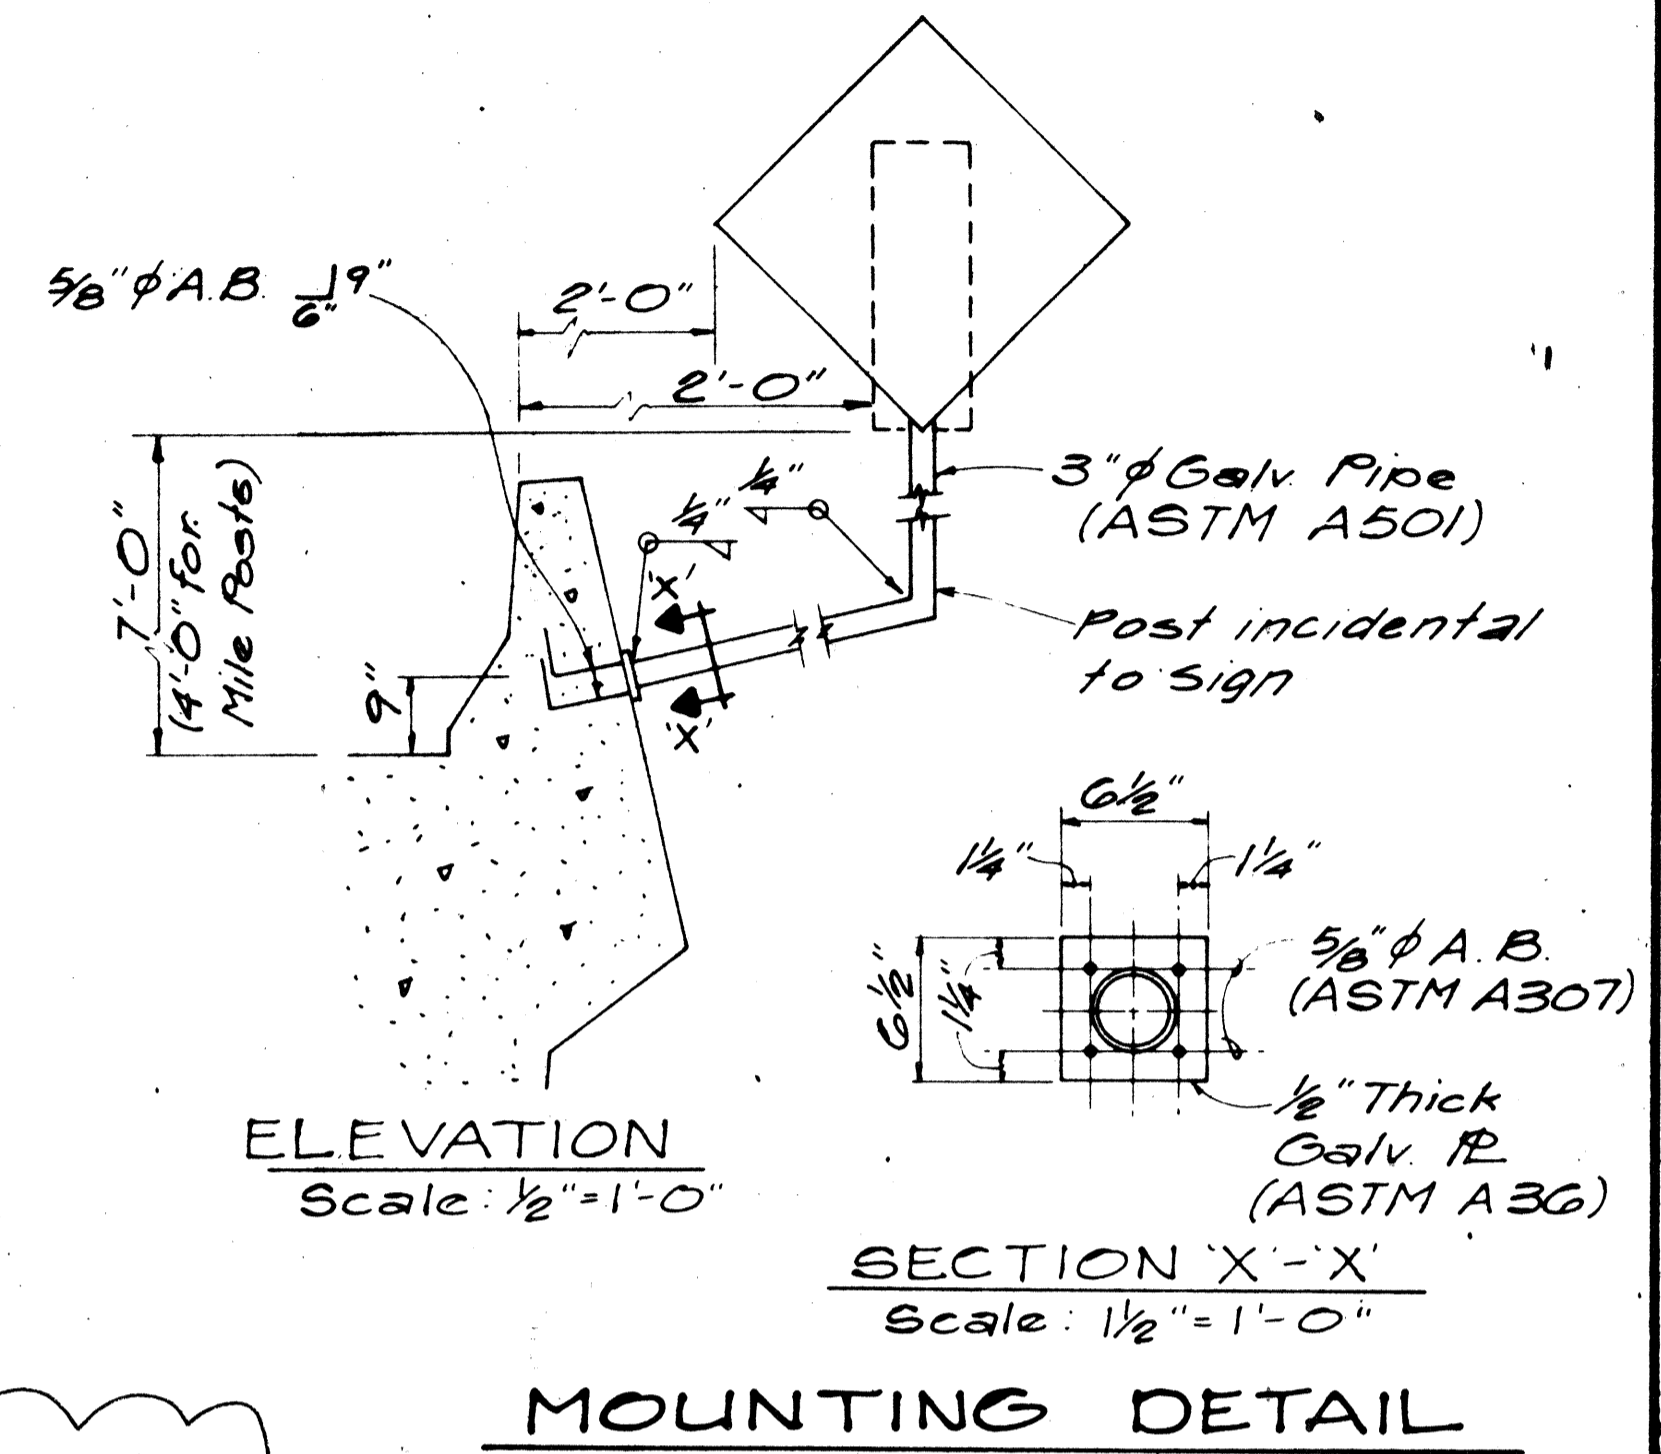 5/8" φ A.B. 9"
6"
2'-0"
2'-0"
7'-0"
(4'-0" for
Mile Posts)
9"
1/4"
1/4"
'X'
'X'
3" φ Galv. Pipe
(ASTM A501)
Post incidental
to sign
ELEVATION
Scale: 1/2"=1'-0"
6 1/2"
1 1/4"
1 1/4"
6 1/2"
1 1/4"
5/8" φ A.B.
(ASTM A307)
1/2" Thick
Galv. PL
(ASTM A36)
SECTION 'X'-'X'
Scale: 1 1/2"=1'-0"
MOUNTING DETAIL